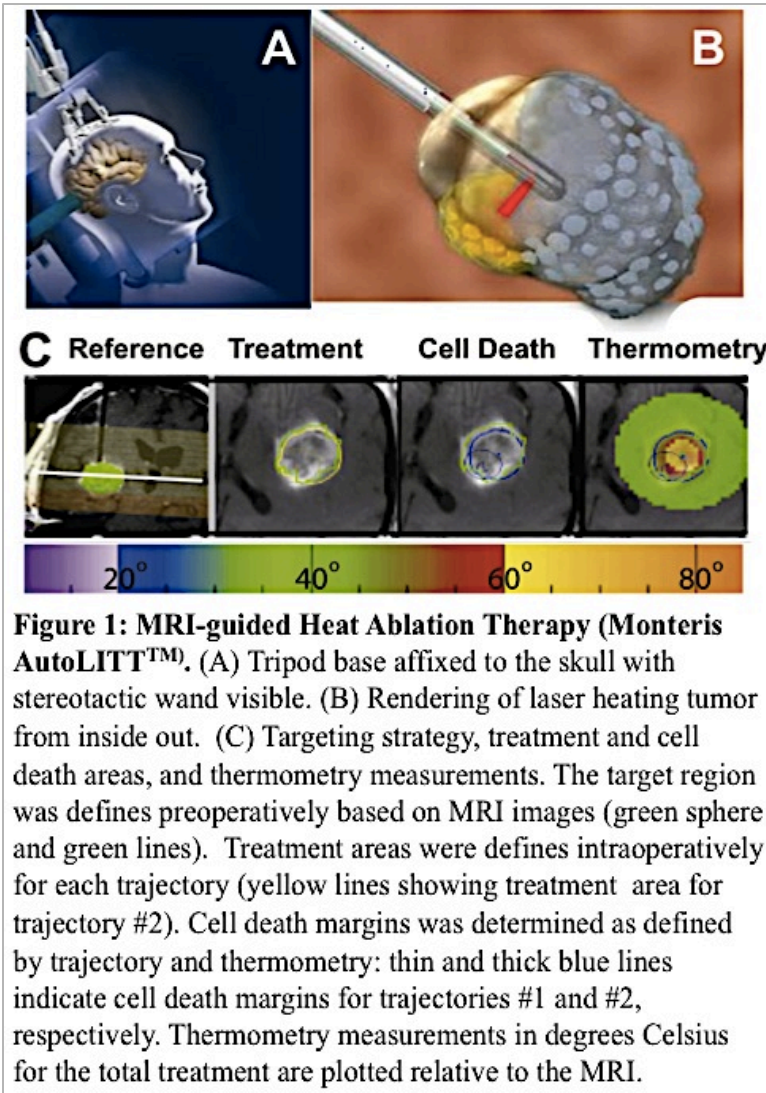 A
B
C Reference Treatment Cell Death Thermometry
20° 40° 60° 80°
Figure 1: MRI-guided Heat Ablation Therapy (Monteris
AutoLITT™). (A) Tripod base affixed to the skull with
stereotactic wand visible. (B) Rendering of laser heating tumor
from inside out. (C) Targeting strategy, treatment and cell
death areas, and thermometry measurements. The target region
was defines preoperatively based on MRI images (green sphere
and green lines). Treatment areas were defines intraoperatively
for each trajectory (yellow lines showing treatment area for
trajectory #2). Cell death margins was determined as defined
by trajectory and thermometry: thin and thick blue lines
indicate cell death margins for trajectories #1 and #2,
respectively. Thermometry measurements in degrees Celsius
for the total treatment are plotted relative to the MRI.